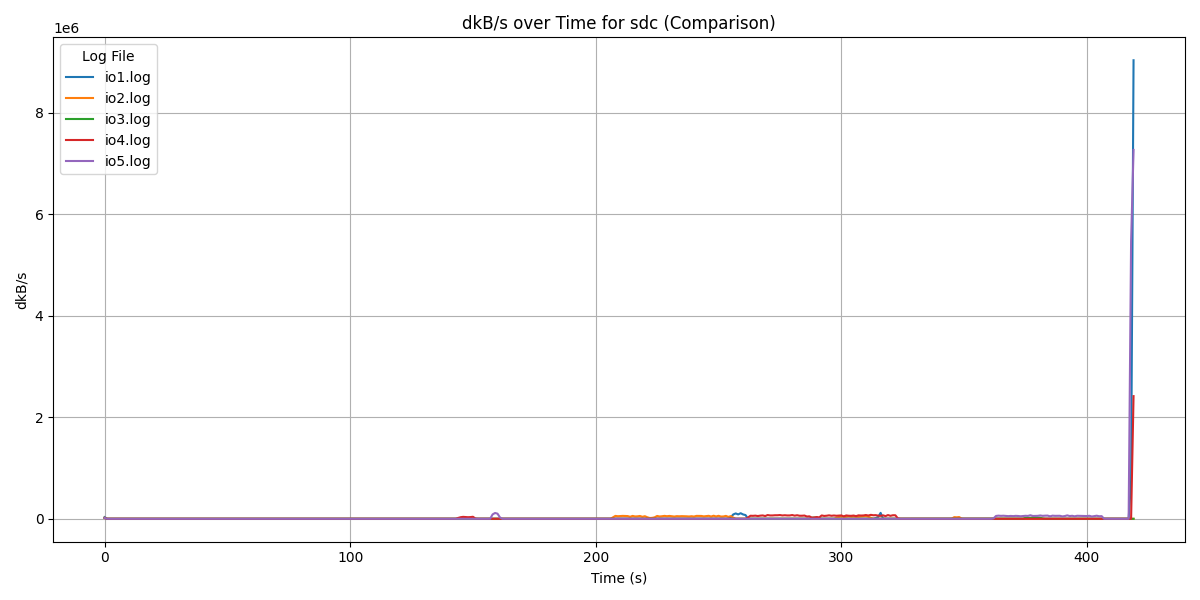 dkB/s over Time for sdc (Comparison)
1e6
Log File
io1.log
io2.log
io3.log
io4.log
io5.log
8
6
4
2
0
dkB/s
0 100 200 300 400
Time (s)